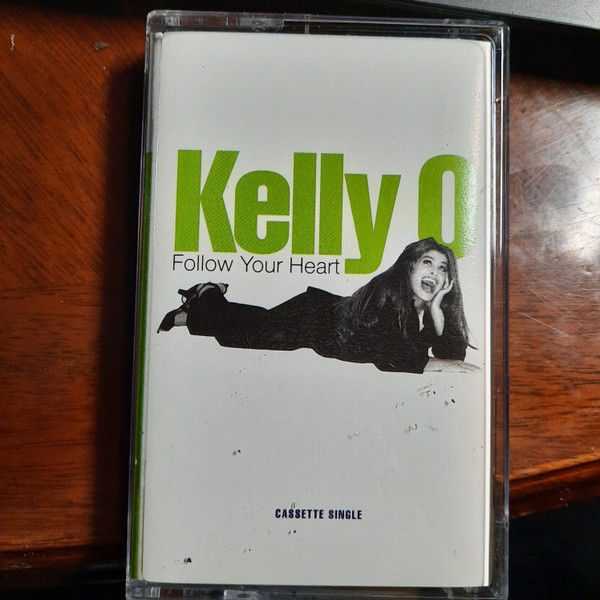 Kelly O
Follow Your Heart
CASSETTE SINGLE